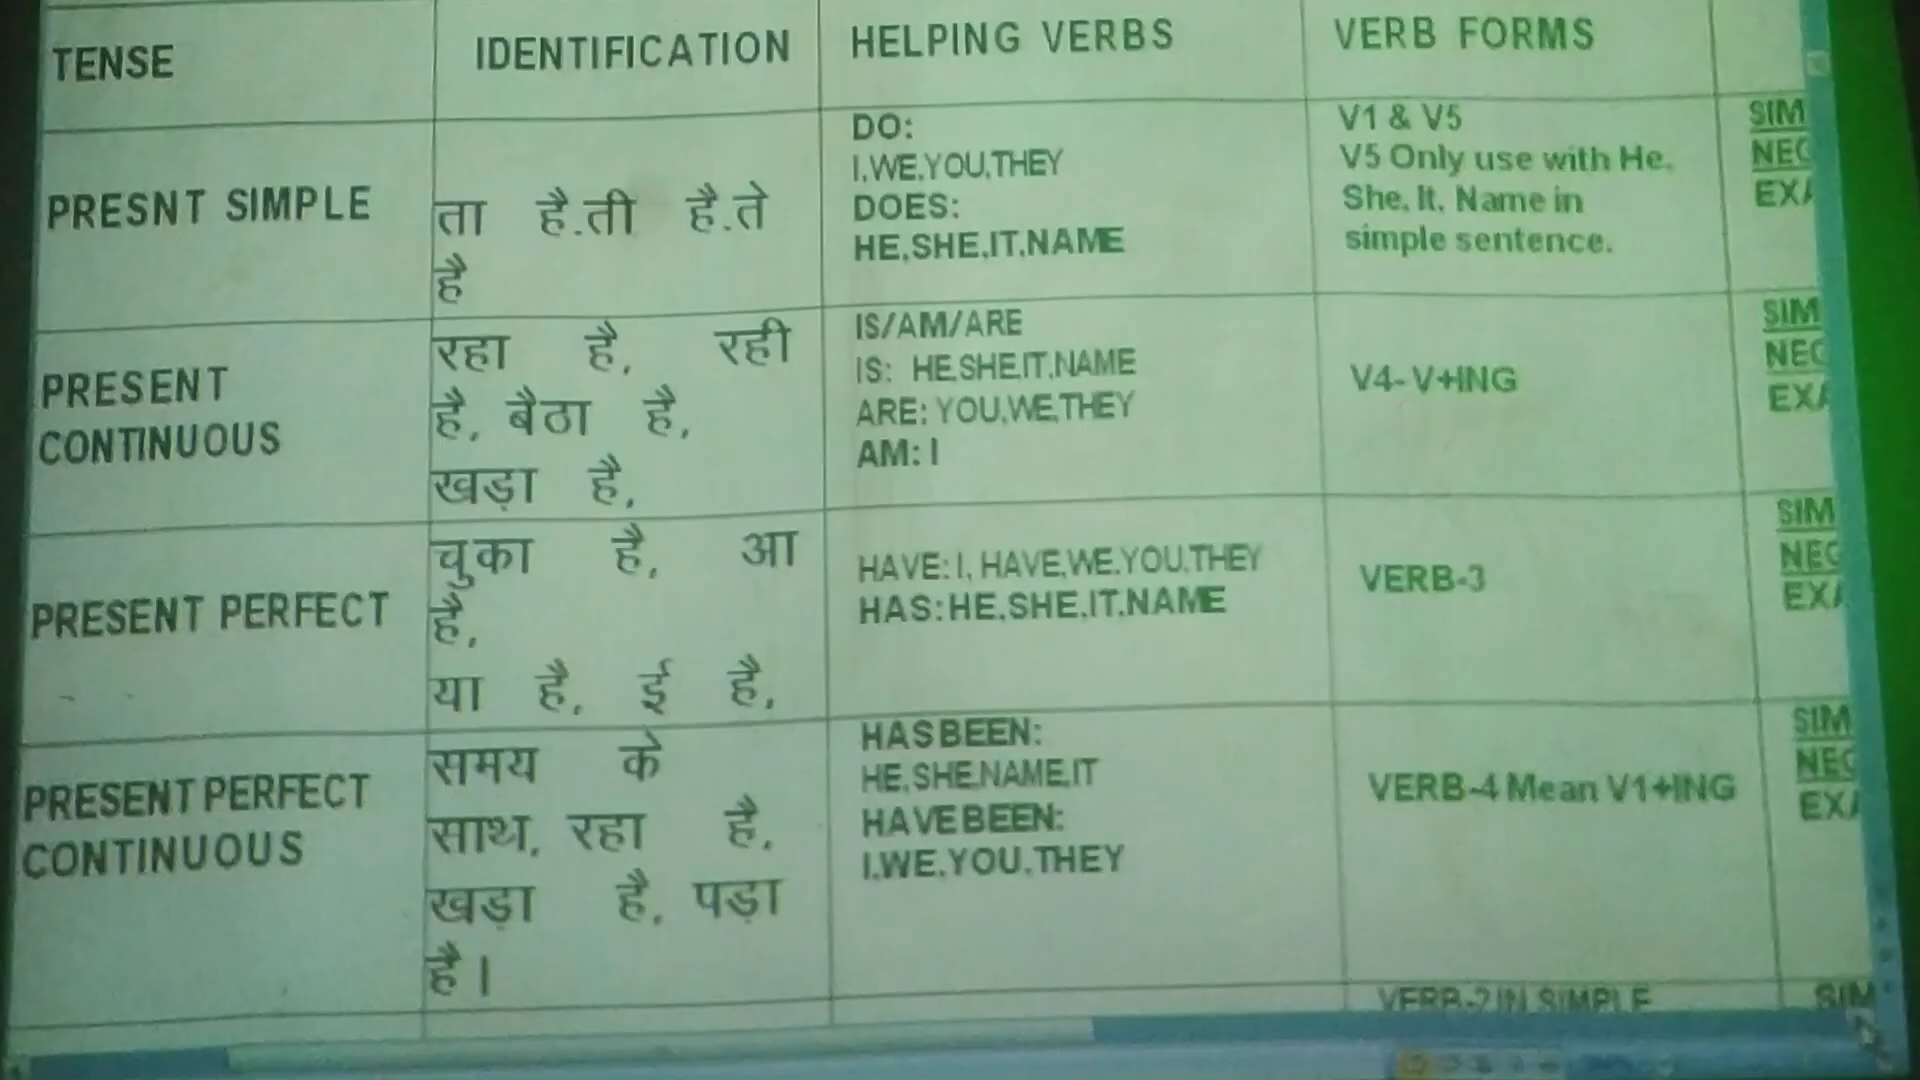 TENSE
IDENTIFICATION
HELPING VERBS
VERB FORMS
PRESNT SIMPLE
ता है.ती है.ते
है
DO:
I,WE,YOU,THEY
DOES:
HE,SHE,IT,NAME
V1 & V5
V5 Only use with He,
She, It, Name in
simple sentence.
SIM
NEG
EXA
PRESENT
CONTINUOUS
रहा है, रही
है, बैठा है,
खड़ा है,
IS/AM/ARE
IS: HE,SHE,IT,NAME
ARE: YOU,WE,THEY
AM: I
V4- V+ING
SIM
NEG
EXA
PRESENT PERFECT
चुका है, आ
है,
या है, ई है,
HAVE: I, HAVE,WE,YOU,THEY
HAS: HE,SHE,IT,NAME
VERB-3
SIM
NEG
EXA
PRESENT PERFECT
CONTINUOUS
समय के
साथ, रहा है,
खड़ा है, पड़ा
है।
HAS BEEN:
HE,SHE,NAME,IT
HAVE BEEN:
I,WE,YOU,THEY
VERB-4 Mean V1+ING
SIM
NEG
EXA
VERB-2 IN SIMPLE
SIM